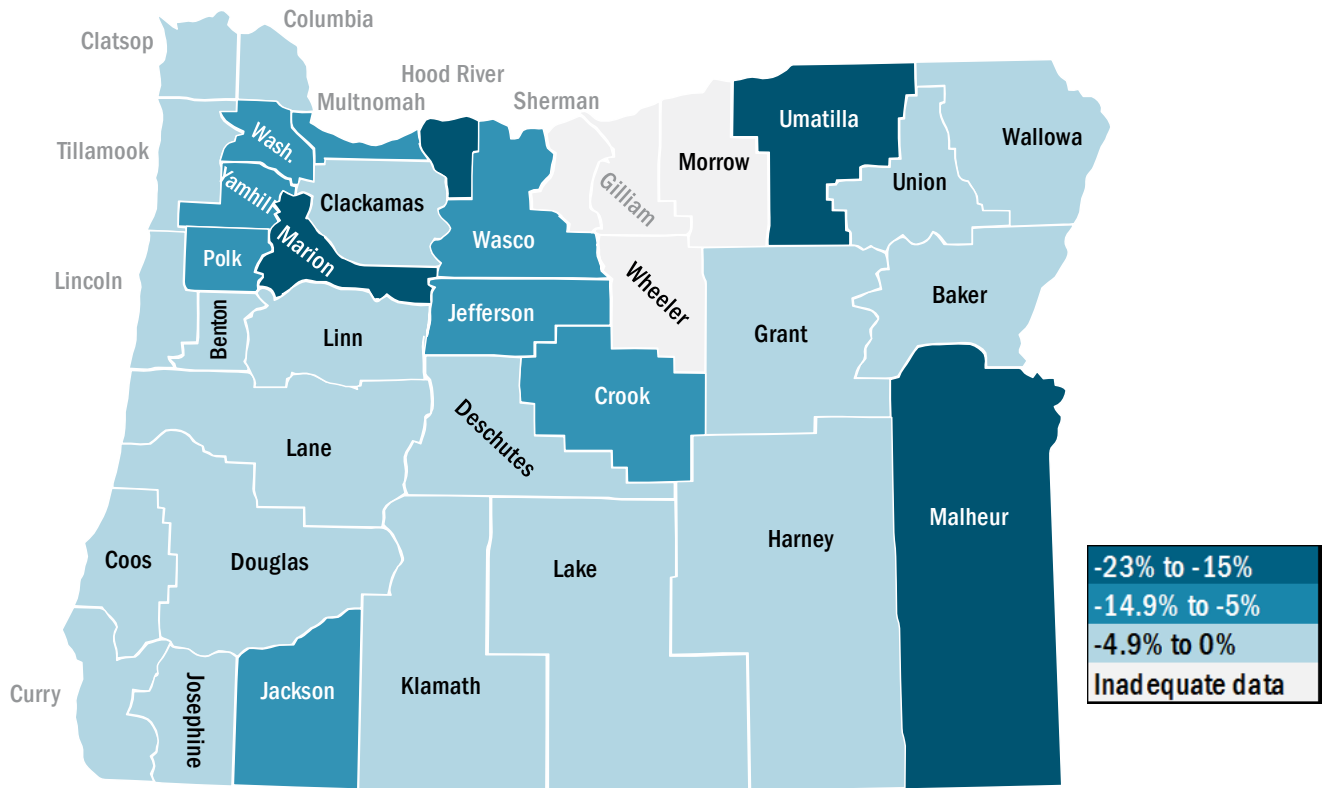 Columbia
Clatsop
Hood River
Multnomah
Sherman
Umatilla
Wash.
Tillamook
Wallowa
Morrow
Union
Yamhill
Gilliam
Clackamas
Marion
Wasco
Polk
Lincoln
Wheeler
Baker
Jefferson
Benton
Linn
Grant
Crook
Deschutes
Lane
Malheur
Harney
Coos
Douglas
Lake
-23% to -15%
-14.9% to -5%
-4.9% to 0%
Inadequate data
Curry
Josephine
Jackson
Klamath